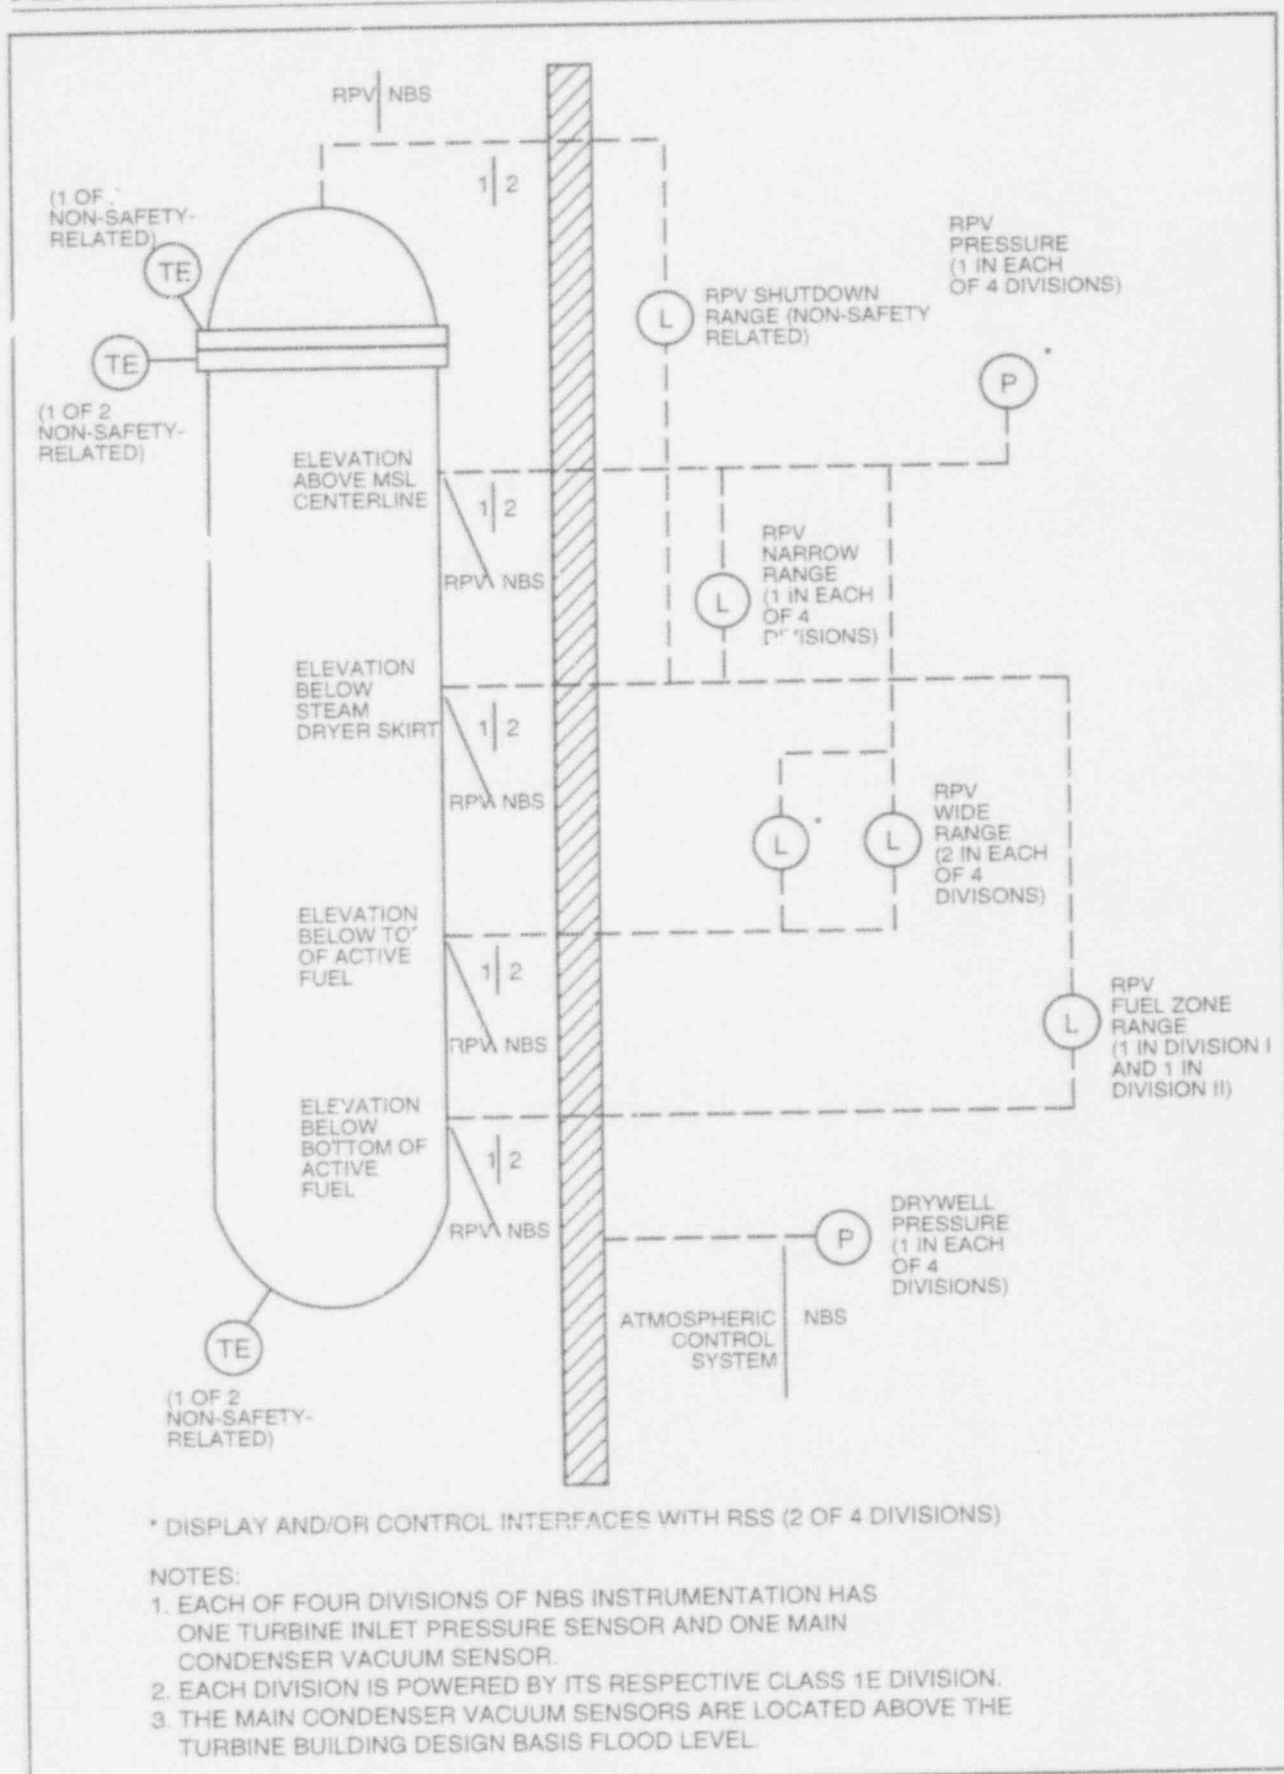 RPV NBS
1 2
(1 OF
NON-SAFETY-
RELATED)
TE
TE
(1 OF 2
NON-SAFETY-
RELATED)
L
RPV SHUTDOWN
RANGE (NON-SAFETY
RELATED)
RPV
PRESSURE
(1 IN EACH
OF 4 DIVISIONS)
P *
ELEVATION
ABOVE MSL
CENTERLINE
1 2
RPV NBS
L
RPV
NARROW
RANGE
(1 IN EACH
OF 4
ELEVATION
BELOW
STEAM
DRYER SKIRT
1 2
RPV NBS
L *
L
RPV
WIDE
RANGE
(2 IN EACH
OF 4
DIVISONS)
ELEVATION
BELOW
OF ACTIVE
FUEL
1 2
RPV NBS
L
RPV
FUEL ZONE
RANGE
(1 IN DIVISION I
AND 1 IN
DIVISION II)
ELEVATION
BELOW
BOTTOM OF
ACTIVE
FUEL
1 2
RPV NBS
P
DRYWELL
PRESSURE
(1 IN EACH
OF 4
DIVISIONS)
ATMOSPHERIC
CONTROL
SYSTEM
NBS
TE
(1 OF 2
NON-SAFETY-
RELATED)
* DISPLAY AND/OR CONTROL INTERFACES WITH RSS (2 OF 4 DIVISIONS)
NOTES:
1. EACH OF FOUR DIVISIONS OF NBS INSTRUMENTATION HAS
ONE TURBINE INLET PRESSURE SENSOR AND ONE MAIN
CONDENSER VACUUM SENSOR.
2. EACH DIVISION IS POWERED BY ITS RESPECTIVE CLASS 1E DIVISION.
3. THE MAIN CONDENSER VACUUM SENSORS ARE LOCATED ABOVE THE
TURBINE BUILDING DESIGN BASIS FLOOD LEVEL.